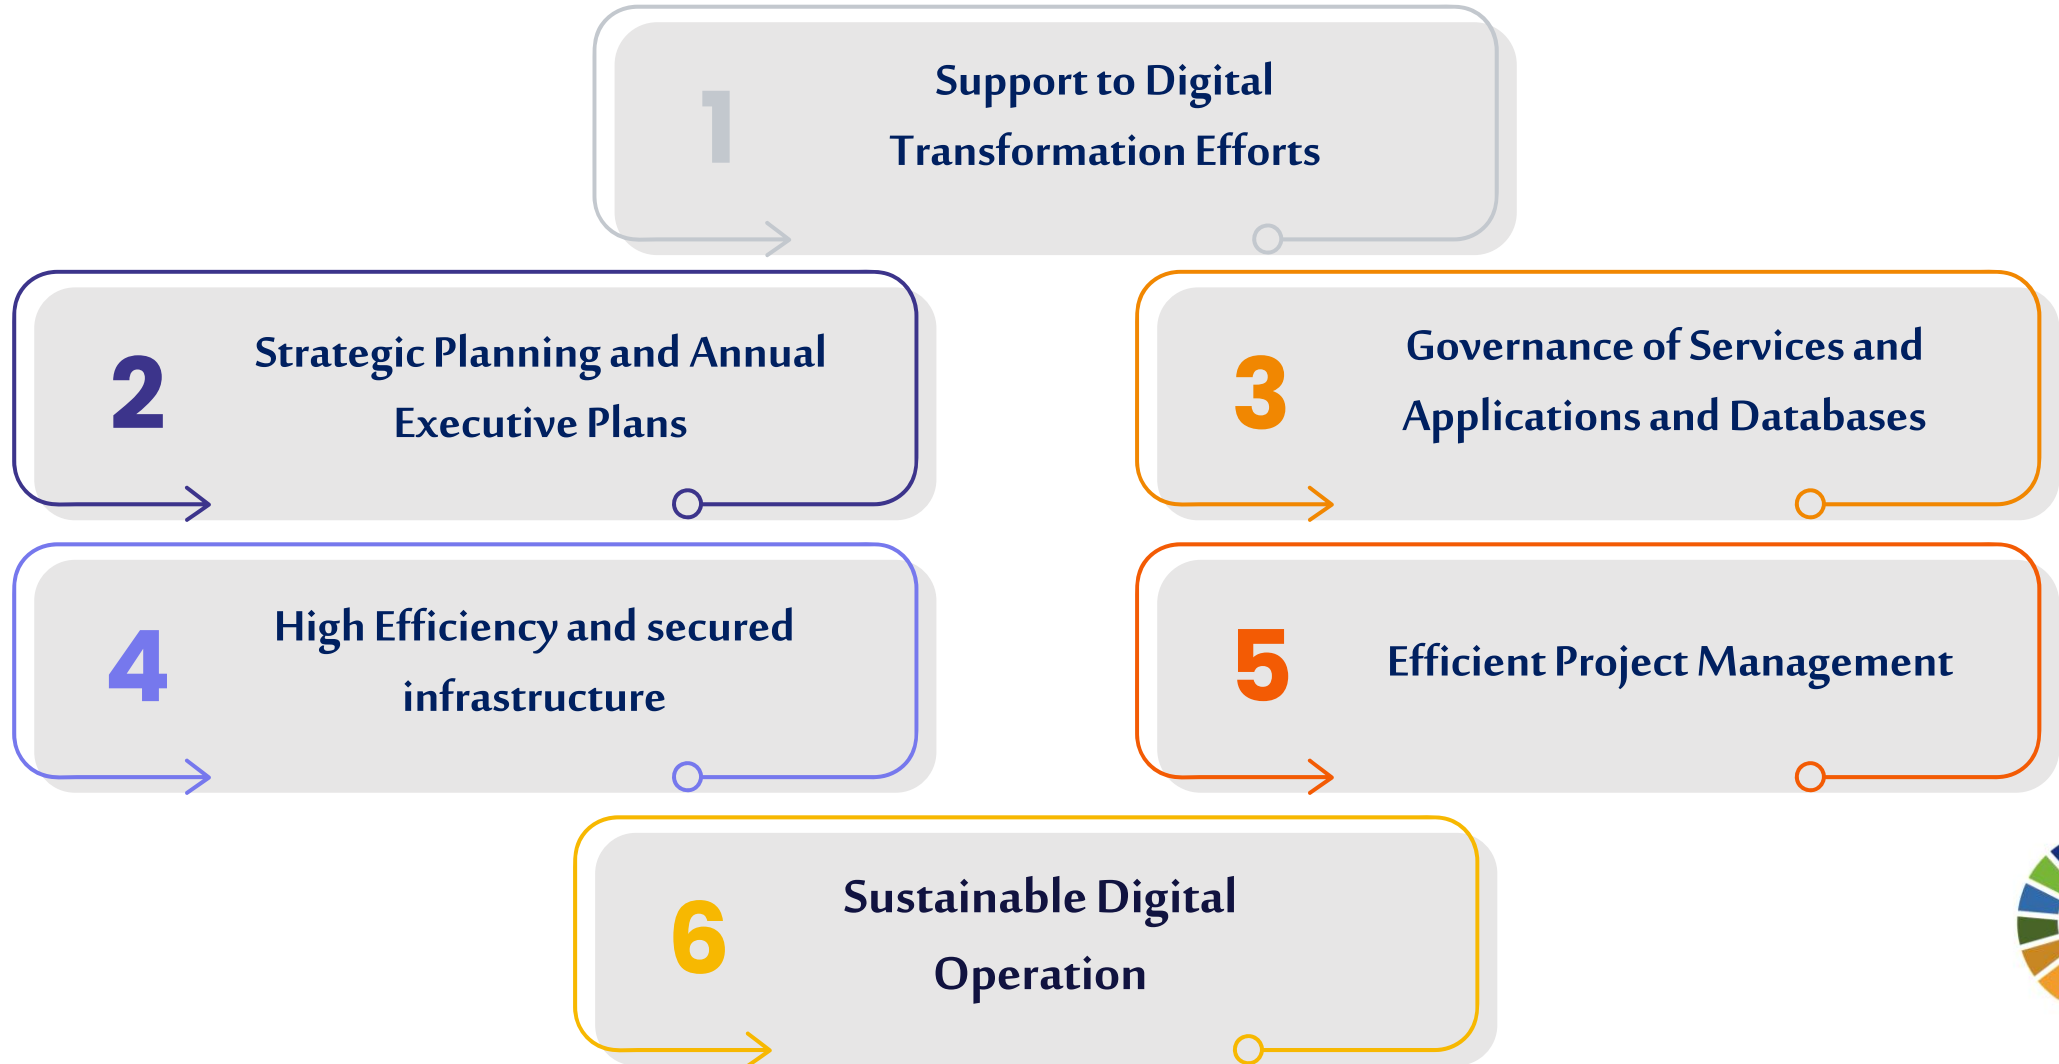 1
Support to Digital
Transformation Efforts
2
Strategic Planning and Annual
Executive Plans
3
Governance of Services and
Applications and Databases
4
High Efficiency and secured
infrastructure
5
Efficient Project Management
6
Sustainable Digital
Operation